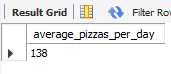 Result Grid Filter Row
average_pizzas_per_day
138